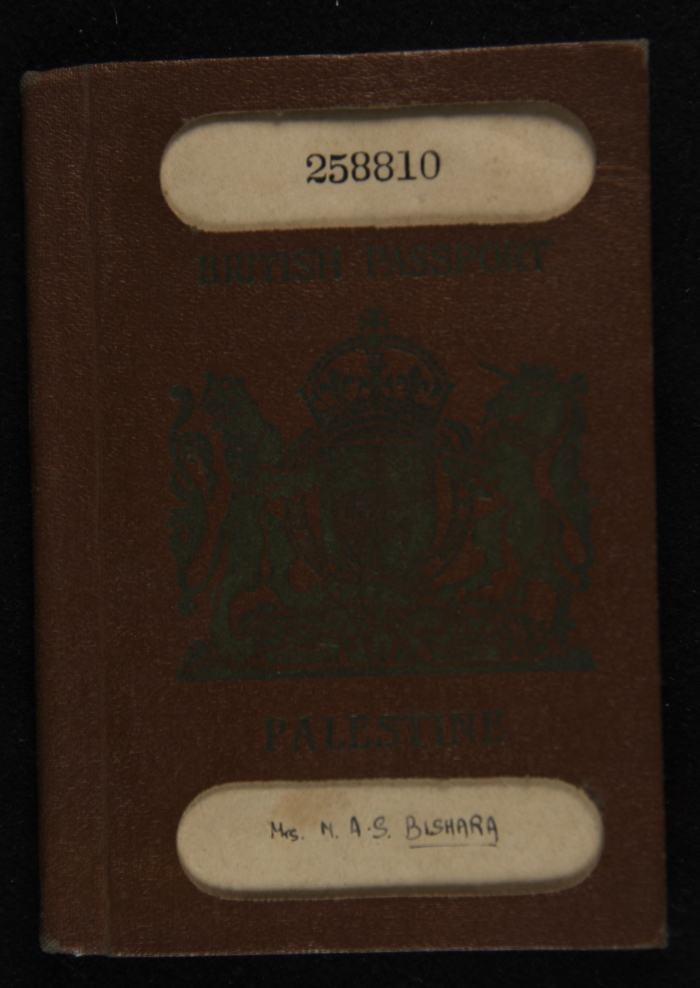 258810
BRITISH PASSPORT
PALESTINE
Mrs. N. A.S. BISHARA